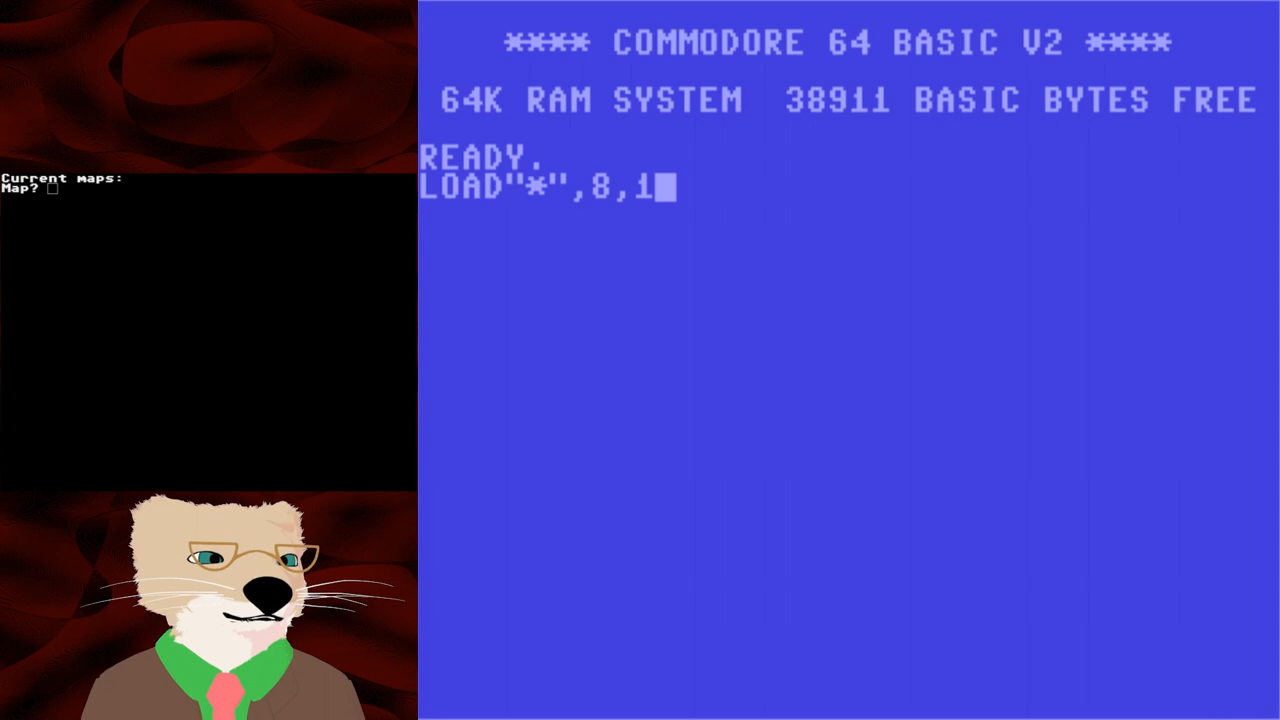 Current maps:
Map?
**** COMMODORE 64 BASIC V2 ****
64K RAM SYSTEM  38911 BASIC BYTES FREE
READY.
LOAD"*",8,1